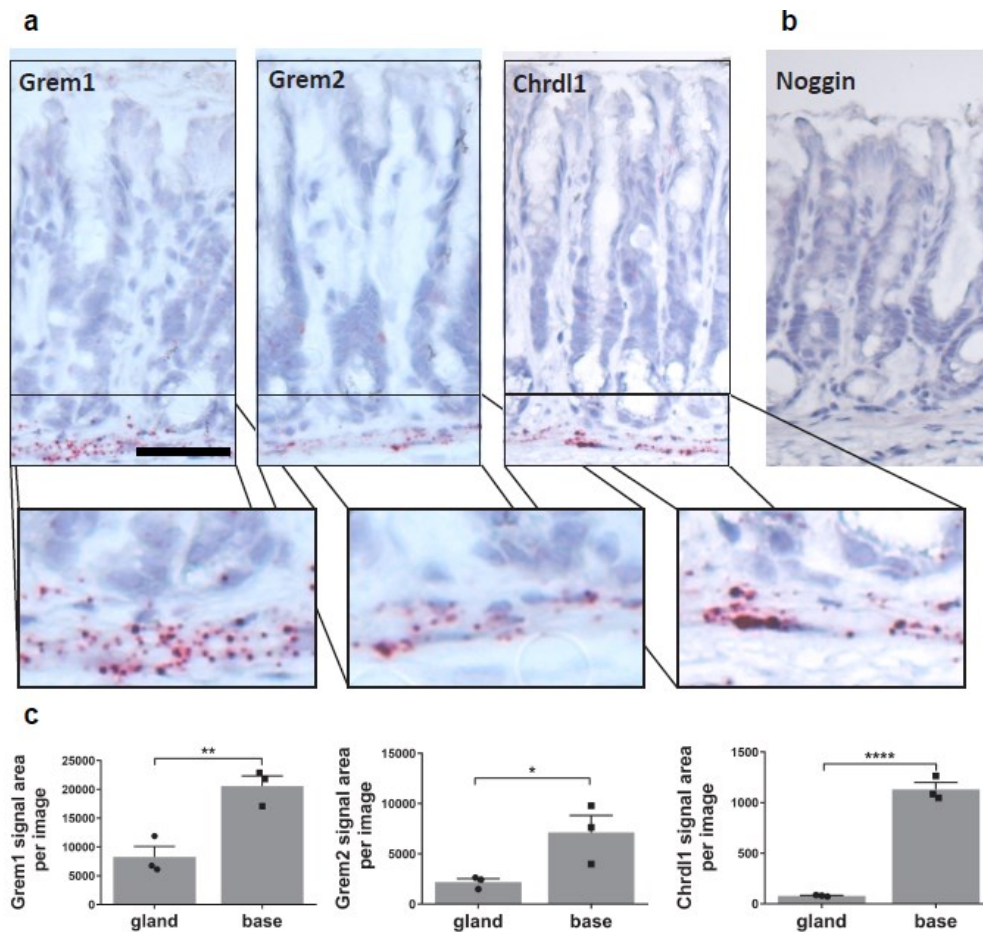 a
b
Grem1
Grem2
Chrdl1
Noggin
c
Grem1 signal area
per image
25000
20000
15000
10000
5000
0
**
gland
base
Grem2 signal area
per image
15000
10000
5000
0
*
gland
base
Chrdl1 signal area
per image
1500
1000
500
0
****
gland
base